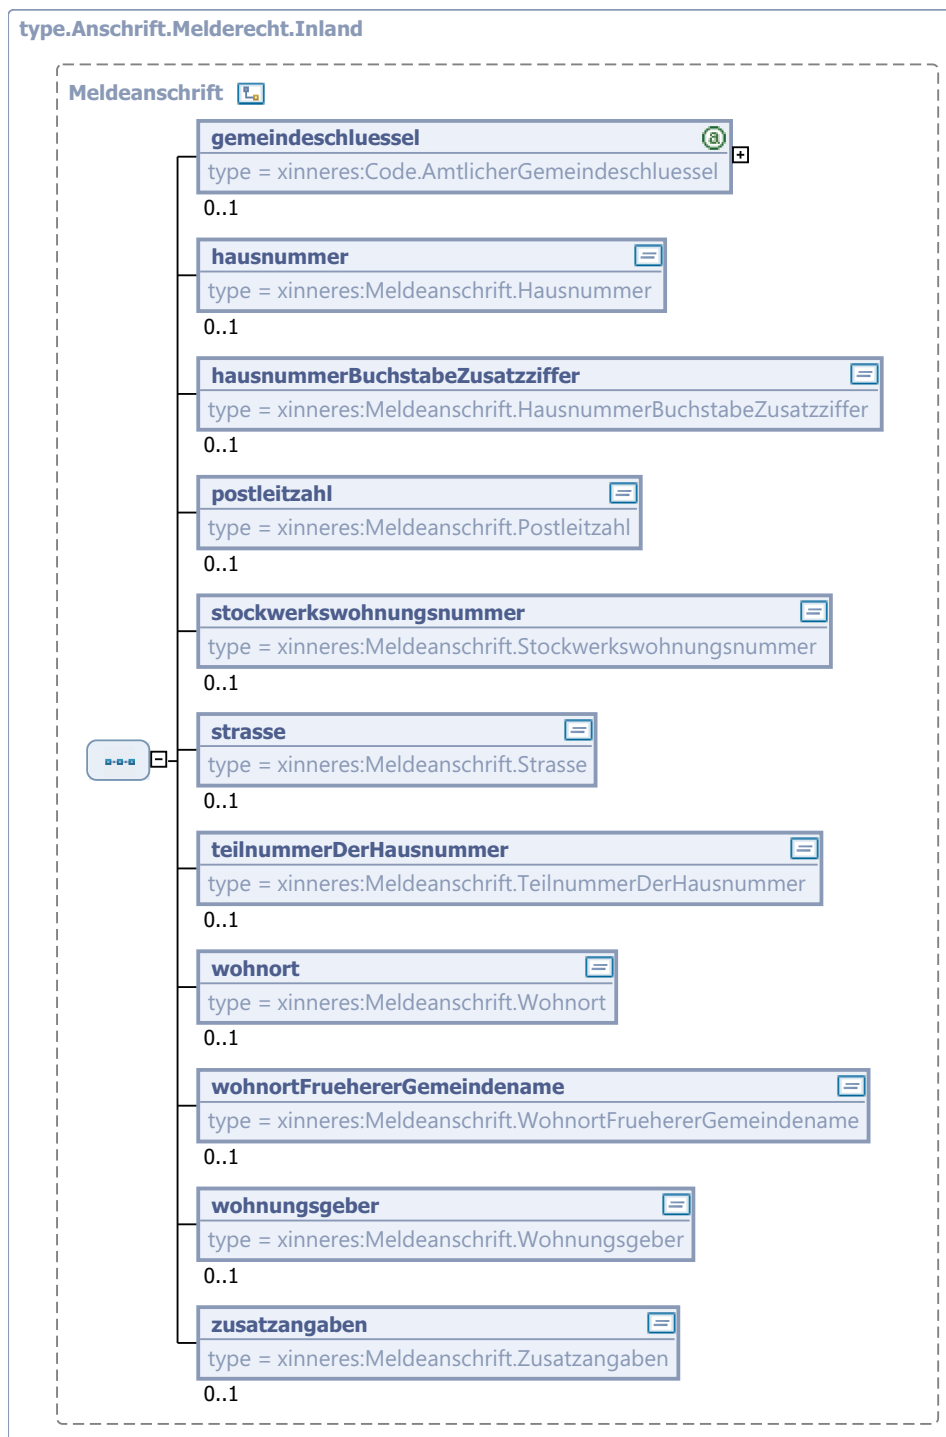 type.Anschrift.Melderecht.Inland
Meldeanschrift
gemeindeschluessel
type = xinneres:Code.AmtlicherGemeindeschluessel
0..1
hausnummer
type = xinneres:Meldeanschrift.Hausnummer
0..1
hausnummerBuchstabeZusatzziffer
type = xinneres:Meldeanschrift.HausnummerBuchstabeZusatzziffer
0..1
postleitzahl
type = xinneres:Meldeanschrift.Postleitzahl
0..1
stockwerkswohnungsnummer
type = xinneres:Meldeanschrift.Stockwerkswohnungsnummer
0..1
strasse
type = xinneres:Meldeanschrift.Strasse
0..1
teilnummerDerHausnummer
type = xinneres:Meldeanschrift.TeilnummerDerHausnummer
0..1
wohnort
type = xinneres:Meldeanschrift.Wohnort
0..1
wohnortFruehererGemeindename
type = xinneres:Meldeanschrift.WohnortFruehererGemeindename
0..1
wohnungsgeber
type = xinneres:Meldeanschrift.Wohnungsgeber
0..1
zusatzangaben
type = xinneres:Meldeanschrift.Zusatzangaben
0..1